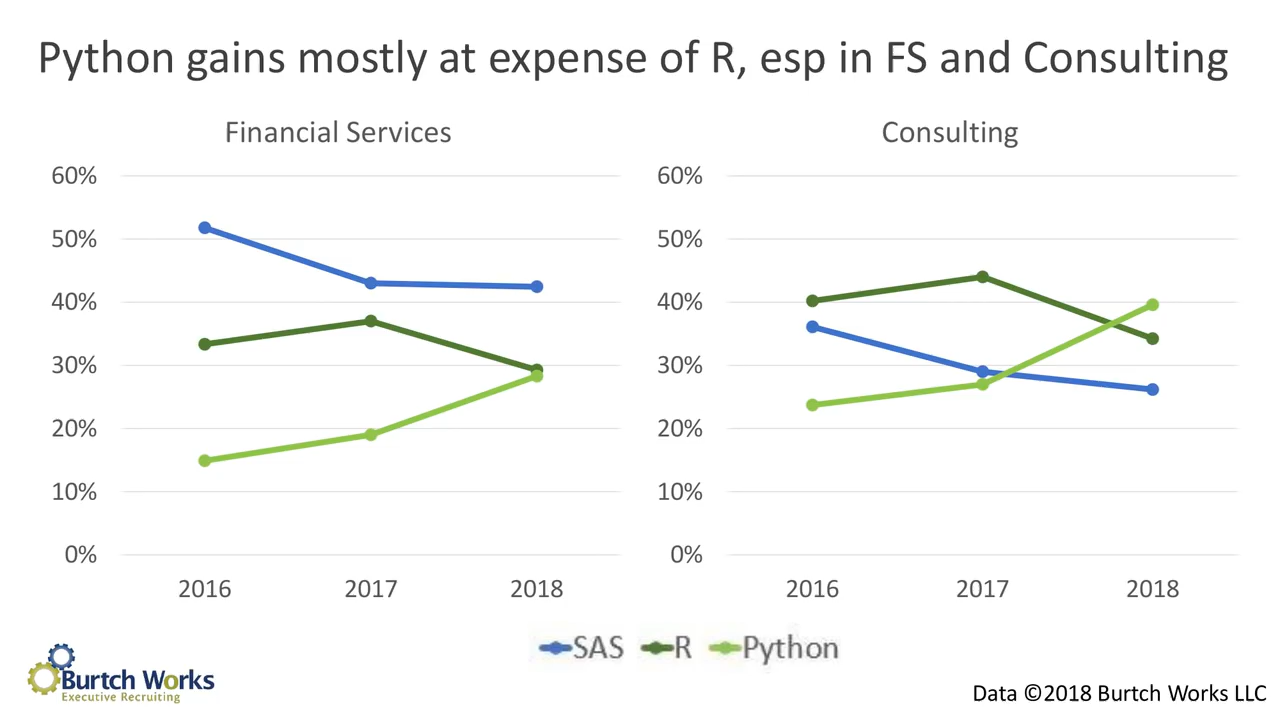 Python gains mostly at expense of R, esp in FS and Consulting
Financial Services
60%
50%
40%
30%
20%
10%
0%
2016 2017 2018
Consulting
60%
50%
40%
30%
20%
10%
0%
2016 2017 2018
SAS R Python
Burtch Works
Executive Recruiting
Data ©2018 Burtch Works LLC